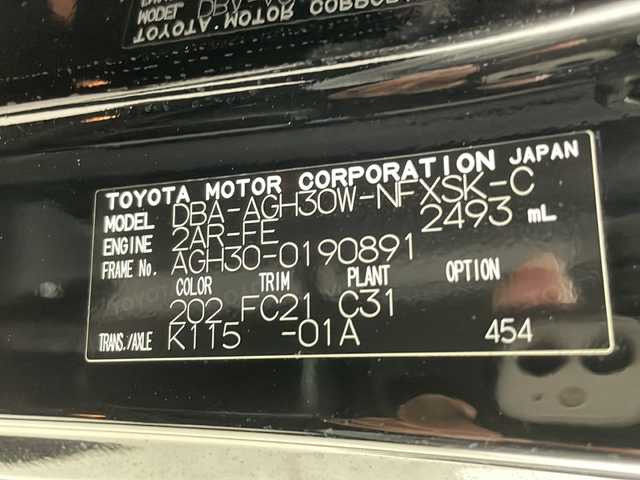 TOYOTA MOTOR CORPORATION JAPAN
MODEL DBA-AGH30W-NFXSK-C
ENGINE 2AR-FE 2493 mL
FRAME No. AGH30-0190891
COLOR TRIM PLANT OPTION
202 FC21 C31
TRANS./AXLE K115 -01A 454